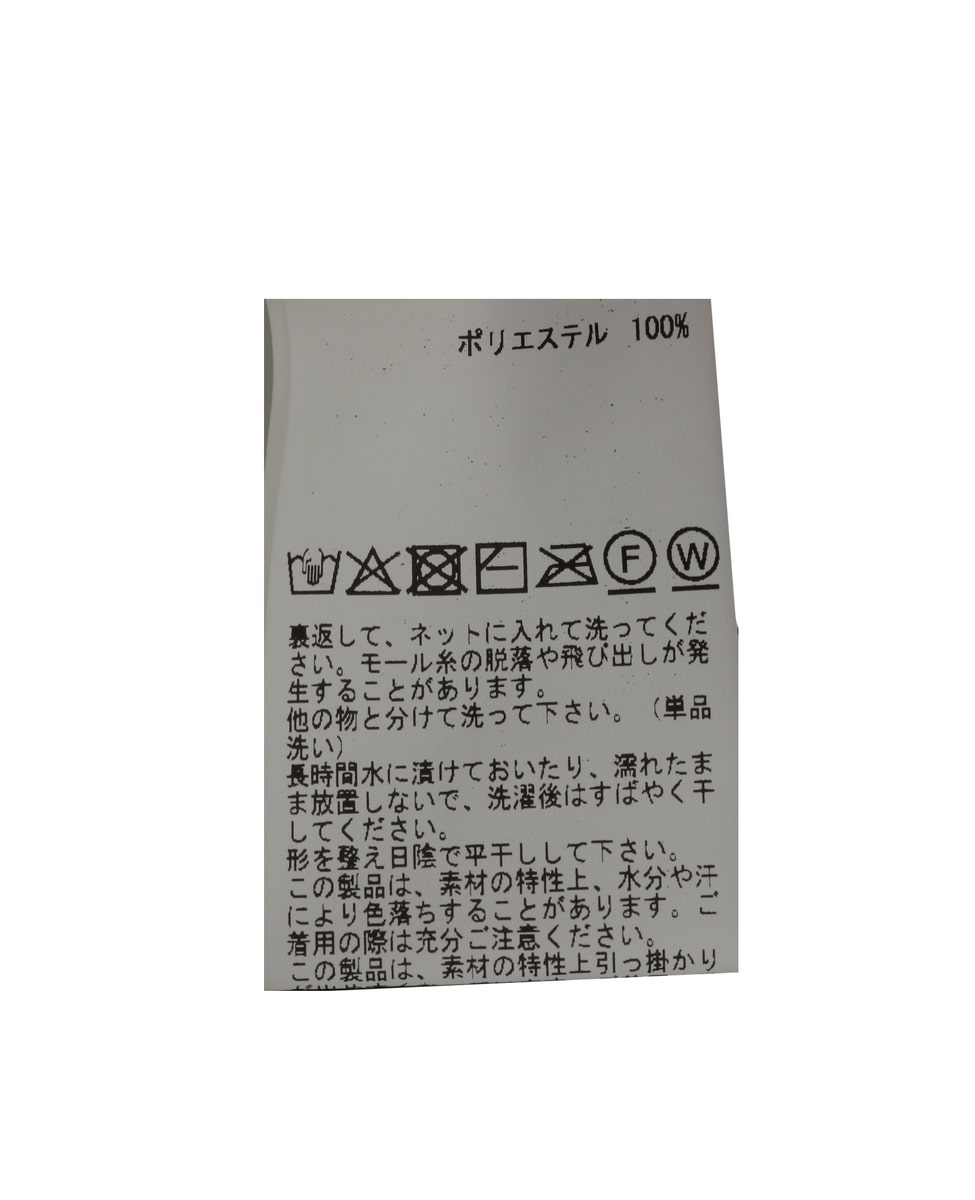 ポリエステル 100%
F W
裏返して、ネットに入れて洗ってくだ
さい。モール糸の脱落や飛び出しが発
生することがあります。
他の物と分けて洗って下さい。（単品
洗い）
長時間水に漬けておいたり、濡れたま
ま放置しないで、洗濯後はすばやく干
してください。
形を整え日陰で平干しして下さい。
この製品は、素材の特性上、水分や汗
により色落ちすることがあります。ご
着用の際は充分ご注意ください。
この製品は、素材の特性上引っ掛かり